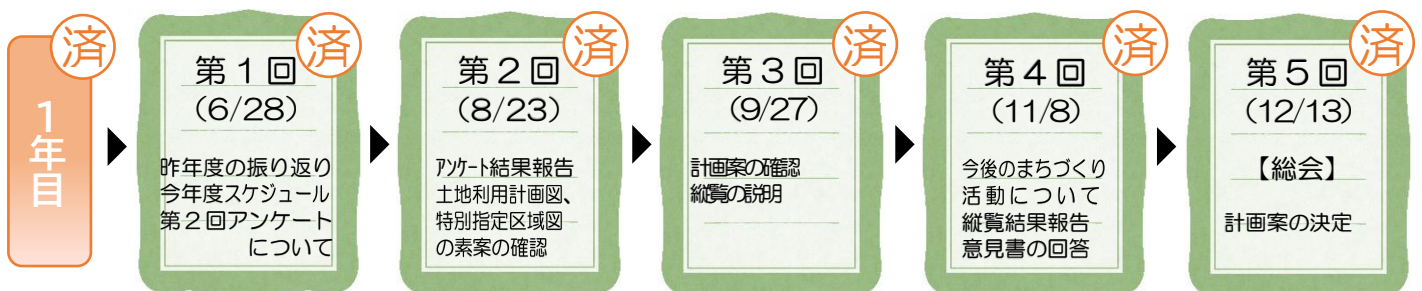 済
1年目
済
第1回
(6/28)
昨年度の振り返り
今年度スケジュール
第2回アンケート
について
済
第2回
(8/23)
ｱﾝｹｰﾄ結果報告
土地利用計画図、
特別指定区域図
の素案の確認
済
第3回
(9/27)
計画案の確認
縦覧の説明
済
第4回
(11/8)
今後のまちづくり
活動について
縦覧結果報告
意見書の回答
済
第5回
(12/13)
【総会】
計画案の決定